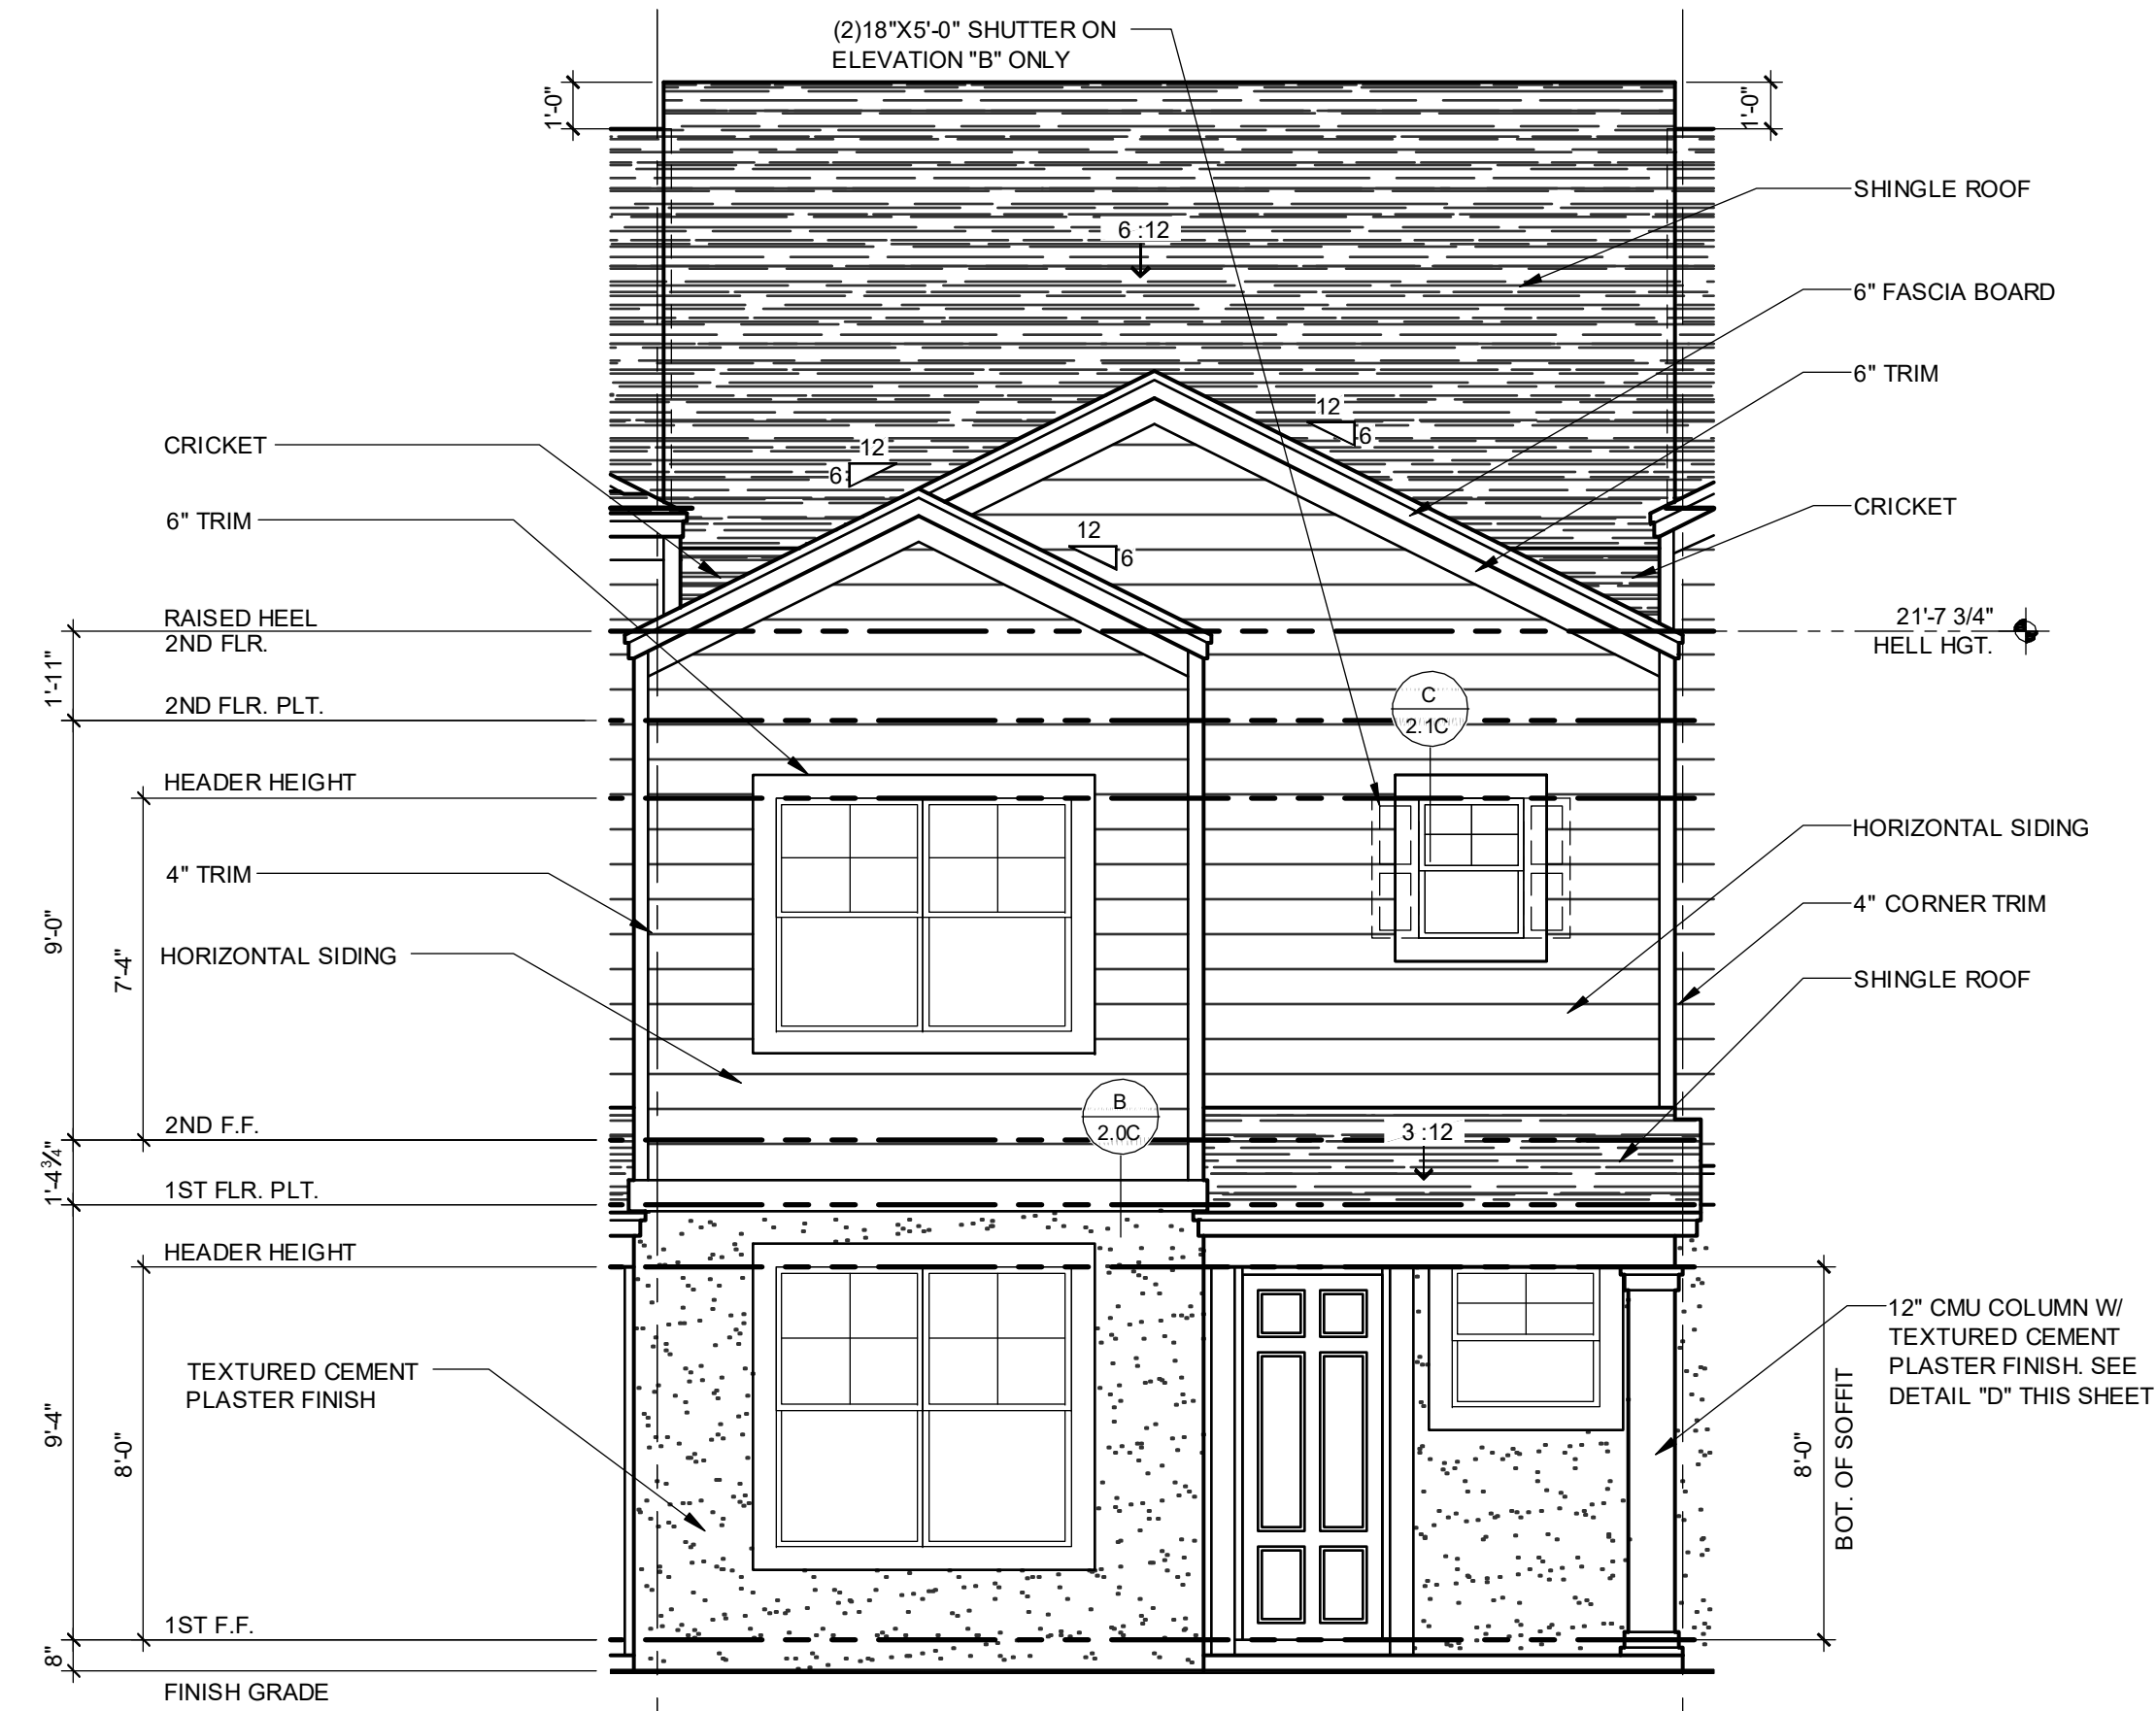 (2)18"X5'-0" SHUTTER ON
ELEVATION "B" ONLY
1'-0"
1'-0"
SHINGLE ROOF
6 :12
6" FASCIA BOARD
6" TRIM
12
6
12
6
CRICKET
CRICKET
6" TRIM
12
6
RAISED HEEL
2ND FLR.
21'-7 3/4"
HELL HGT.
1'-11"
2ND FLR. PLT.
C
2.1C
HEADER HEIGHT
HORIZONTAL SIDING
4" TRIM
4" CORNER TRIM
9'-0"
7'-4"
HORIZONTAL SIDING
SHINGLE ROOF
B
2.0C
2ND F.F.
3 :12
1'-4¾"
1ST FLR. PLT.
HEADER HEIGHT
12" CMU COLUMN W/
TEXTURED CEMENT
PLASTER FINISH. SEE
DETAIL "D" THIS SHEET
TEXTURED CEMENT
PLASTER FINISH
9'-4"
8'-0"
8'-0"
BOT. OF SOFFIT
1ST F.F.
8"
FINISH GRADE